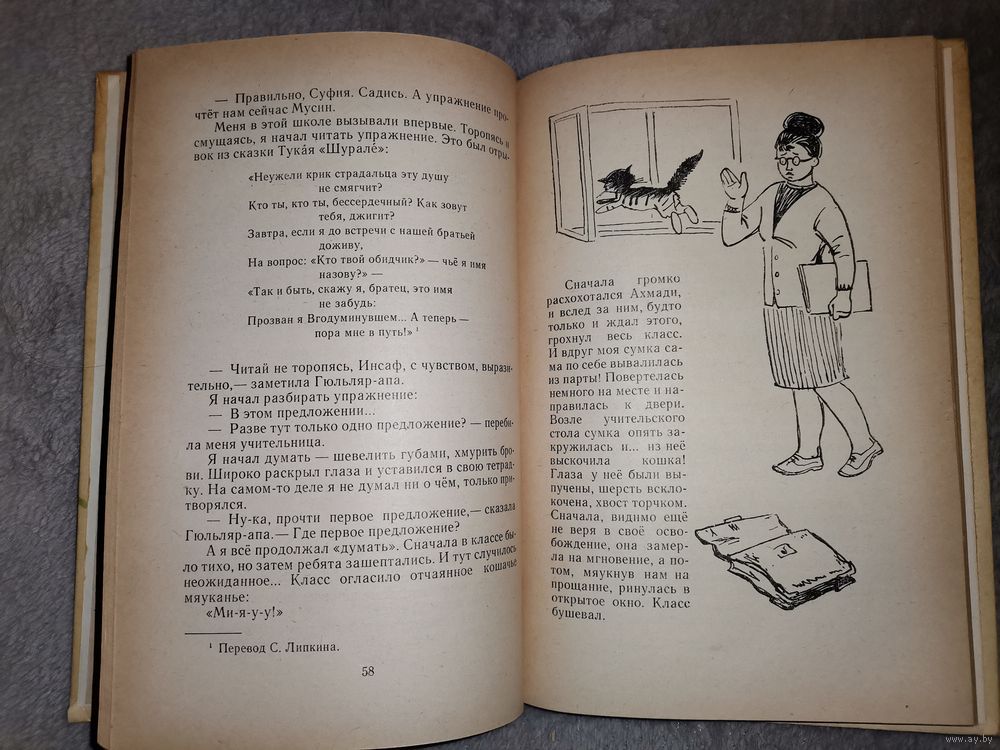 — Правильно, Суфия. Садись. А упражнение про-
чтёт нам сейчас Мусин.
Меня в этой школе вызывали впервые. Торопясь и
смущаясь, я начал читать упражнение. Это был отры-
вок из сказки Тука́я «Шурале́»:
«Неужели крик страдальца эту душу
не смягчит?
Кто ты, кто ты, бессердечный? Как зовут
тебя, джигит?
Завтра, если я до встречи с нашей братьей
доживу,
На вопрос: «Кто твой обидчик?» — чьё я имя
назову?» —
«Так и быть, скажу я, братец, это имя
не забудь:
Прозван я Вгодуминувшем... А теперь —
пора мне в путь!» ¹
— Читай не торопясь, Инсаф, с чувством, вырази-
тельно,— заметила Гюльляр-апа.
Я начал разбирать упражнение:
— В этом предложении...
— Разве тут только одно предложение? — переби-
ла меня учительница.
Я начал думать — шевелить губами, хмурить бро-
ви. Широко раскрыл глаза и уставился в свою тетрад-
ку. На самом-то деле я не думал ни о чём, только при-
творялся.
— Ну-ка, прочти первое предложение,— сказала
Гюльляр-апа.— Где первое предложение?
А я всё продолжал «думать». Сначала в классе бы-
ло тихо, но затем ребята зашептались. И тут случилось
неожиданное... Класс огласило отчаянное кошачье
мяуканье:
«Ми-я-у-у!»
¹ Перевод С. Липкина.
58
Сначала громко
расхохотался Ахмади,
и вслед за ним, будто
только и ждал этого,
грохнул весь класс.
И вдруг моя сумка са-
ма по себе вывалилась
из парты! Повертелась
немного на месте и на-
правилась к двери.
Возле учительского
стола сумка опять за-
кружилась и... из неё
выскочила кошка!
Глаза у неё были вы-
пучены, шерсть вскло-
кочена, хвост торчком.
Сначала, видимо ещё
не веря в своё осво-
бождение, она замер-
ла на мгновение, а по-
том, мяукнув нам на
прощание, ринулась в
открытое окно. Класс
бушевал.
www.ay.by